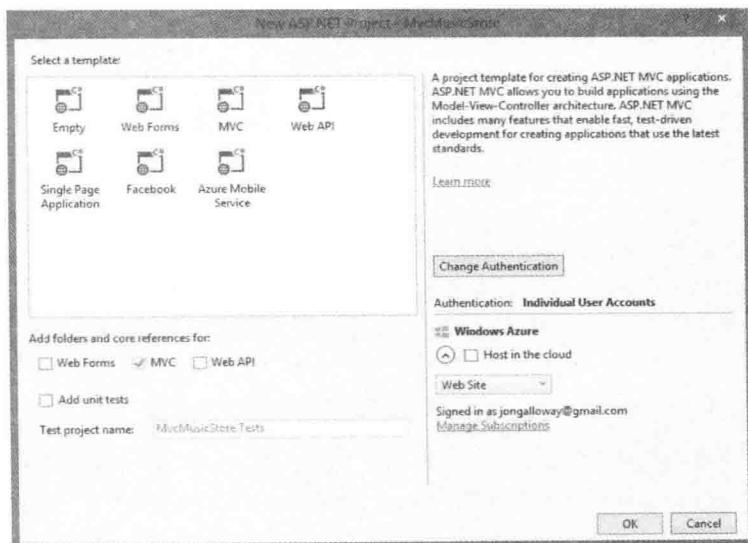 New ASP.NET Project - MvcMusicStore
Select a template:
Empty
Web Forms
MVC
Web API
Single Page
Application
Facebook
Azure Mobile
Service
Add folders and core references for:
Web Forms
MVC
Web API
Add unit tests
Test project name:
MvcMusicStore.Tests
A project template for creating ASP.NET MVC applications.
ASP.NET MVC allows you to build applications using the
Model-View-Controller architecture. ASP.NET MVC
includes many features that enable fast, test-driven
development for creating applications that use the latest
standards.
Learn more
Change Authentication
Authentication: Individual User Accounts
Windows Azure
Host in the cloud
Web Site
Signed in as jongalloway@gmail.com
Manage Subscriptions
OK
Cancel